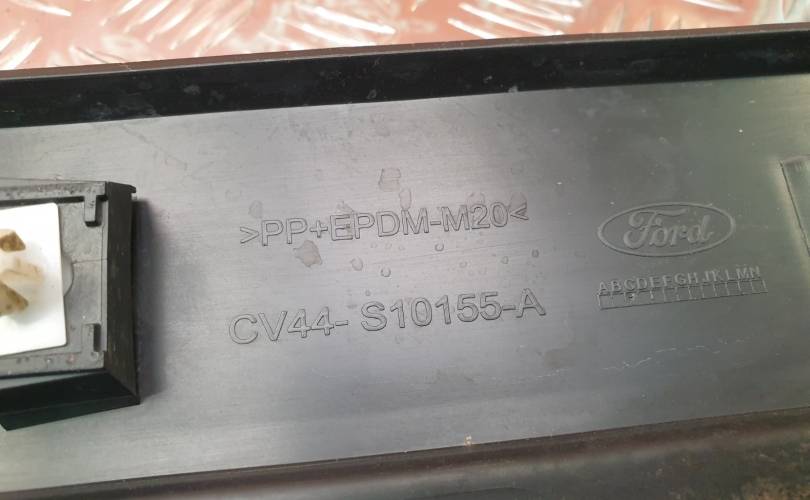 >PP+EPDM-M20<
Ford
ABCDEFGHJKLMN
CV44- S10155-A